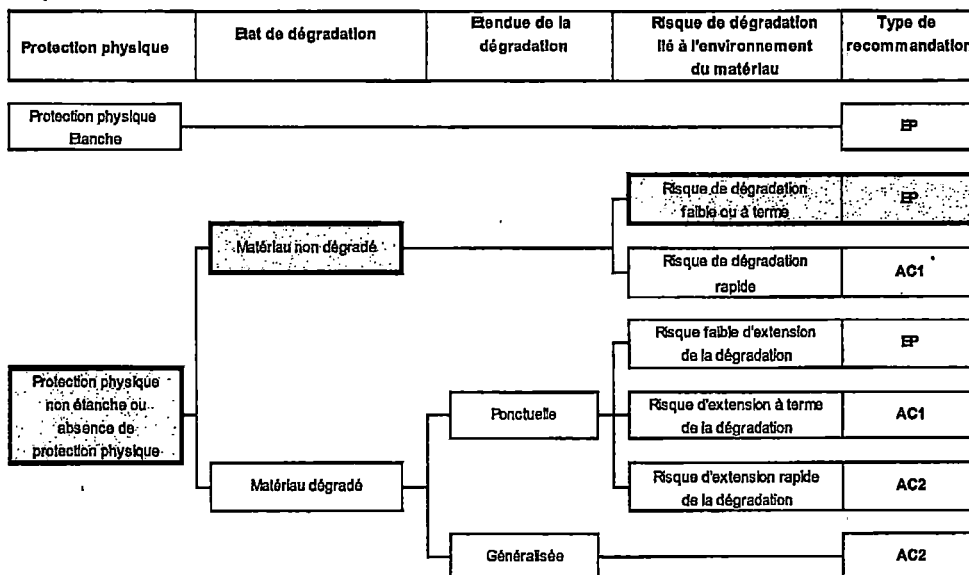 Protection physique
Etat de dégradation
Etendue de la
dégradation
Risque de dégradation
lié à l'environnement
du matériau
Type de
recommandation
Protection physique
Etanche
EP
Risque de dégradation
faible ou à terme
EP
Matériau non dégradé
Risque de dégradation
rapide
AC1
Risque faible d'extension
de la dégradation
EP
Protection physique
non étanche ou
absence de
protection physique
Ponctuelle
Risque d'extension à terme
de la dégradation
AC1
Matériau dégradé
Risque d'extension rapide
de la dégradation
AC2
Généralisée
AC2